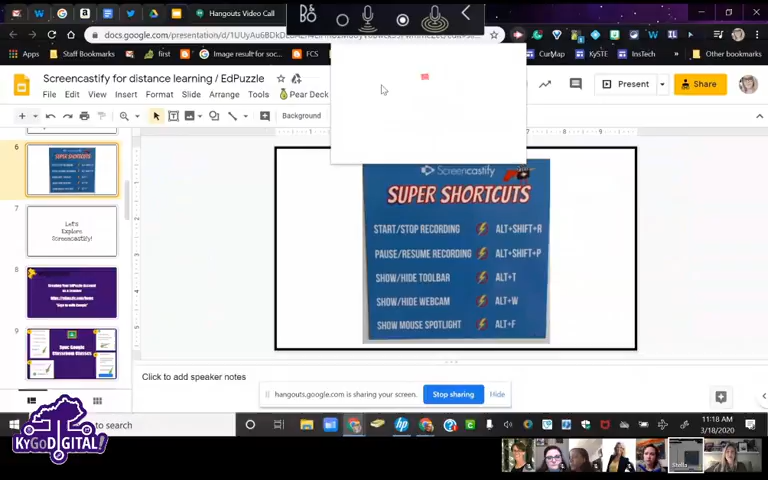 Hangouts Video Call
docs.google.com/presentation/d/
Apps
Staff Bookmarks
first
Image result for soc...
FCS
CurMap
KySTE
InsTech
Other bookmarks
Screencastify for distance learning / EdPuzzle
File Edit View Insert Format Slide Arrange Tools
Pear Deck
Present
Share
Background
6
7
Let's
Explore
Screencastify!
8
9
Screencastify
SUPER SHORTCUTS
START/STOP RECORDING ALT+SHIFT+R
PAUSE/RESUME RECORDING ALT+SHIFT+P
SHOW/HIDE TOOLBAR ALT+T
SHOW/HIDE WEBCAM ALT+W
SHOW MOUSE SPOTLIGHT ALT+F
Click to add speaker notes
hangouts.google.com is sharing your screen.
Stop sharing
Hide
to search
11:18 AM
3/18/2020
KYGODIGITAL!
Stella